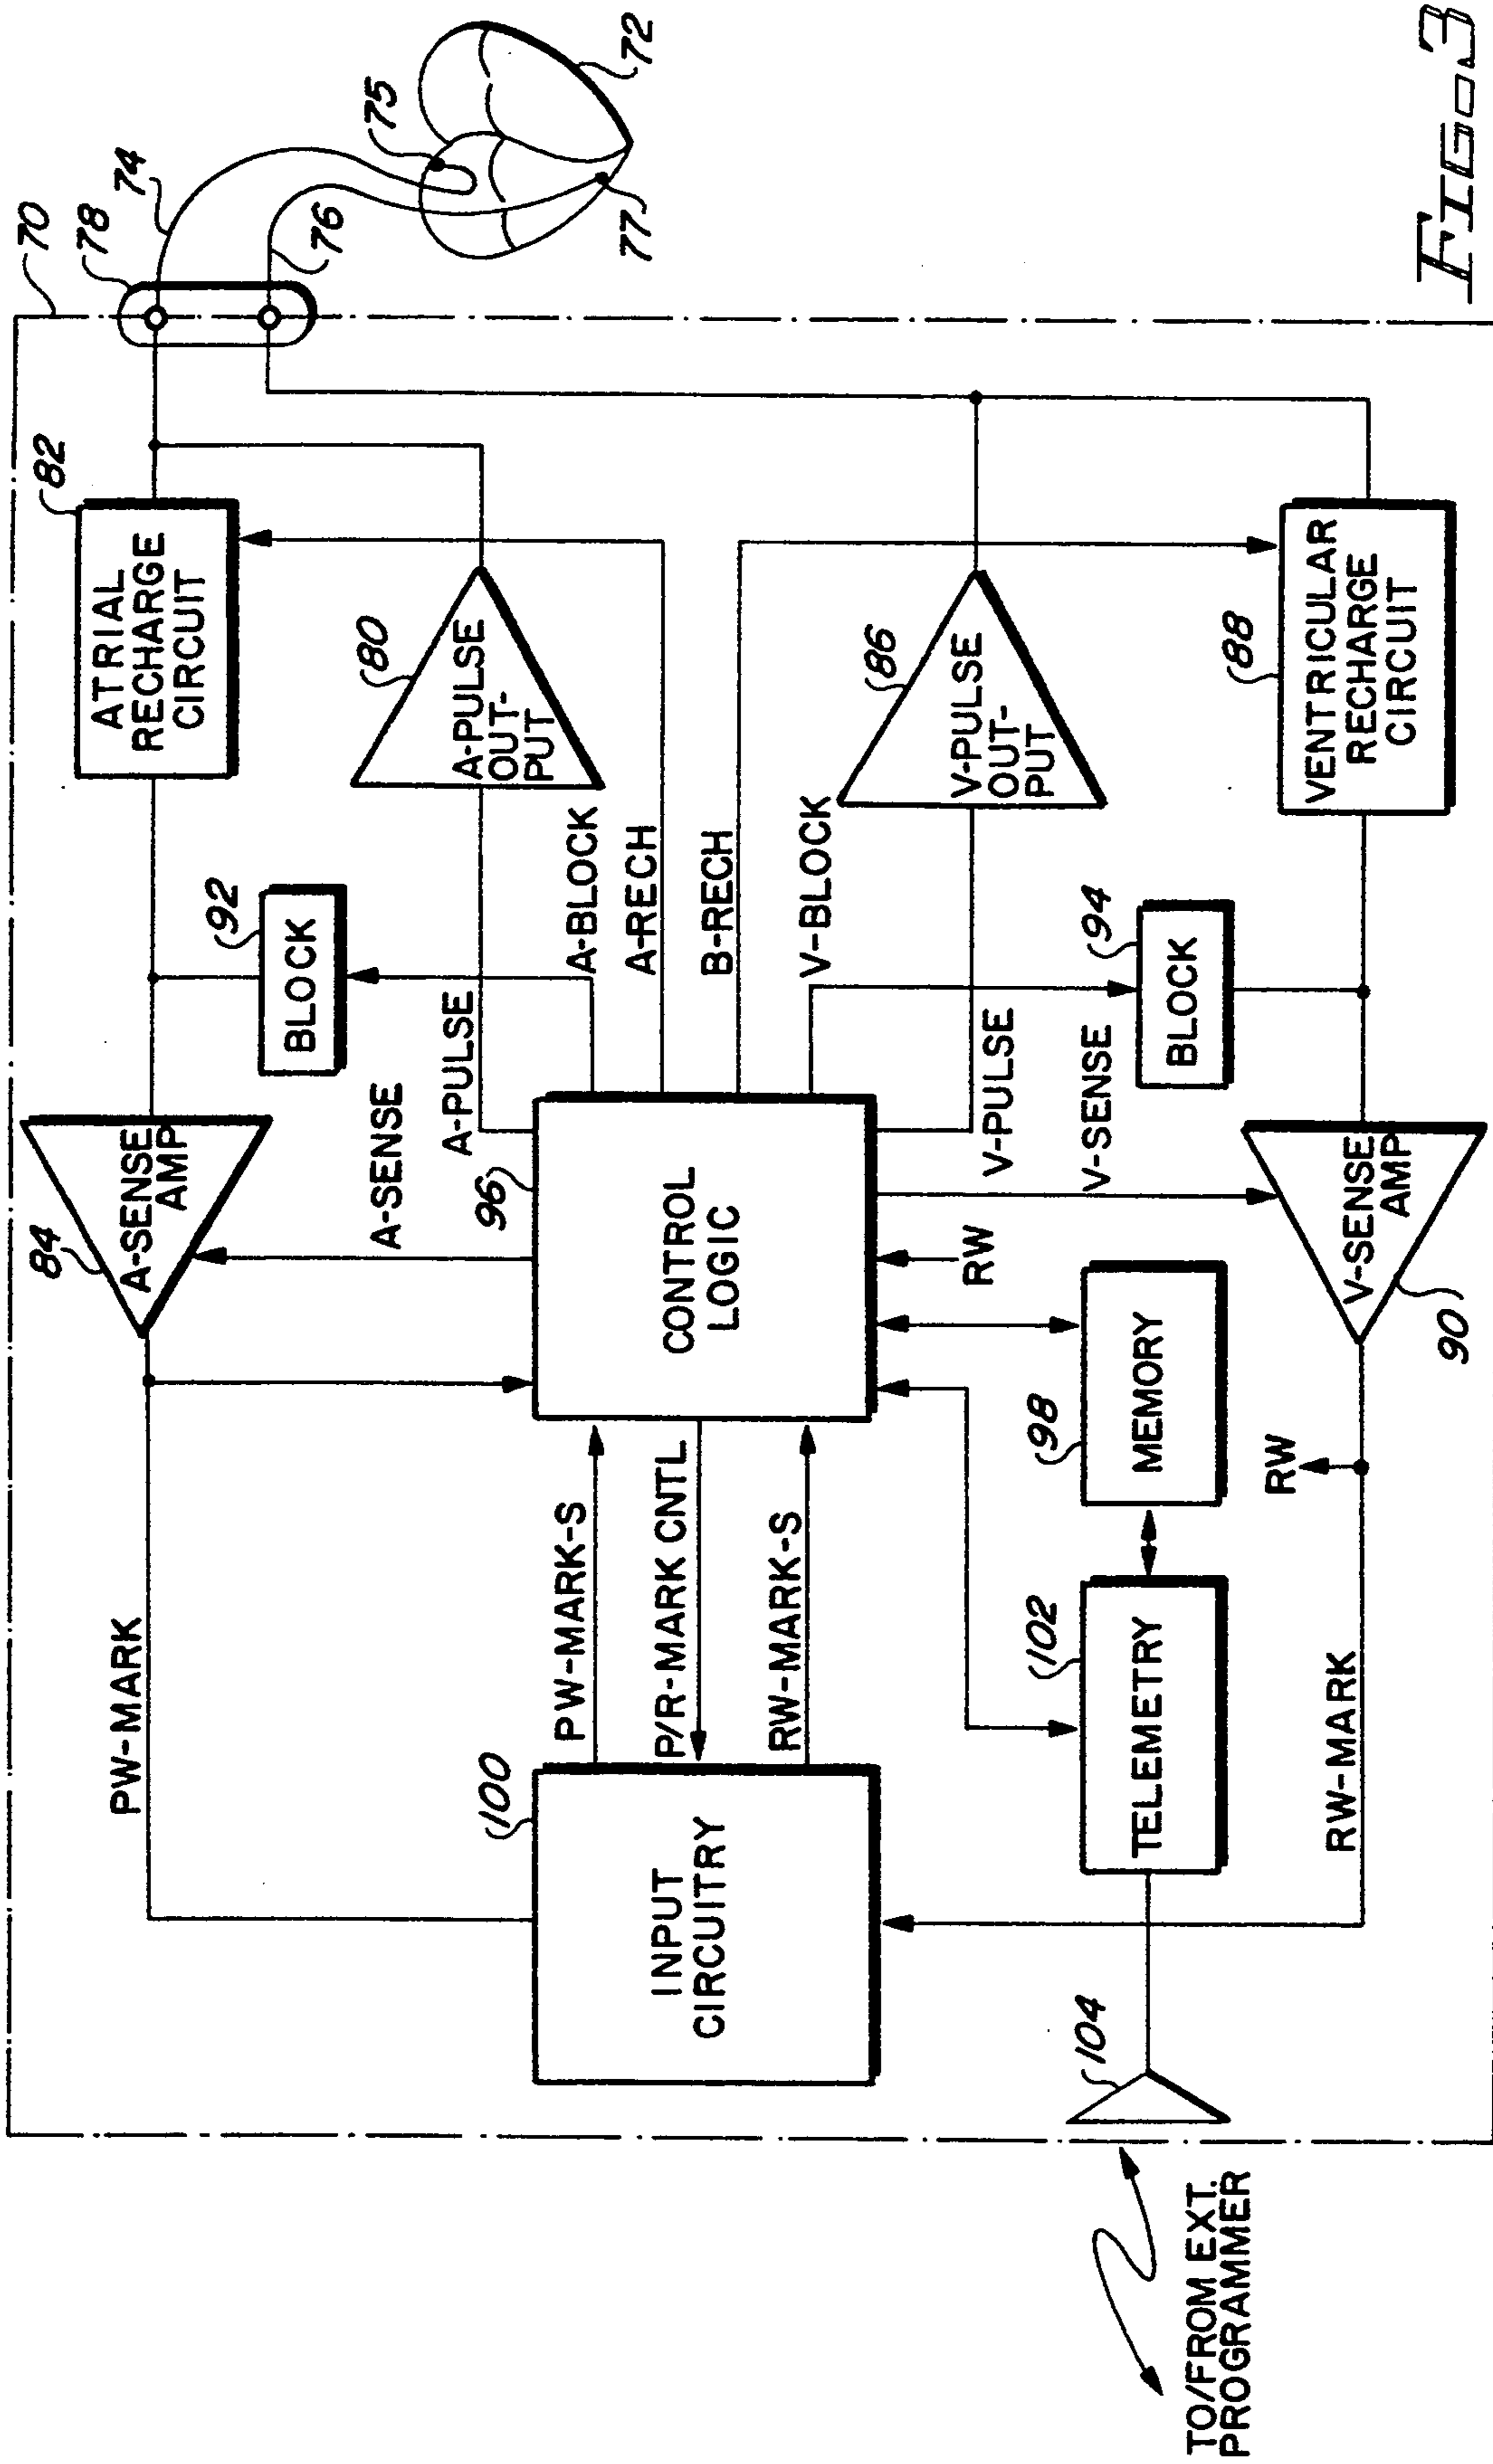 70
78
74
75
72
76
77
82
ATRIAL
RECHARGE
CIRCUIT
84
A-SENSE
AMP
PW-MARK
92
BLOCK
80
A-PULSE
OUT-
PUT
A-SENSE
A-PULSE
A-BLOCK
A-RECH
B-RECH
V-BLOCK
96
CONTROL
LOGIC
100
INPUT
CIRCUITRY
PW-MARK-S
P/R-MARK CNTL
RW-MARK-S
86
V-PULSE
OUT-
PUT
V-PULSE
V-SENSE
RW
94
BLOCK
98
MEMORY
102
TELEMETRY
104
88
VENTRICULAR
RECHARGE
CIRCUIT
V-SENSE
AMP
90
RW
RW-MARK
TO/FROM EXT.
PROGRAMMER
FIG-3